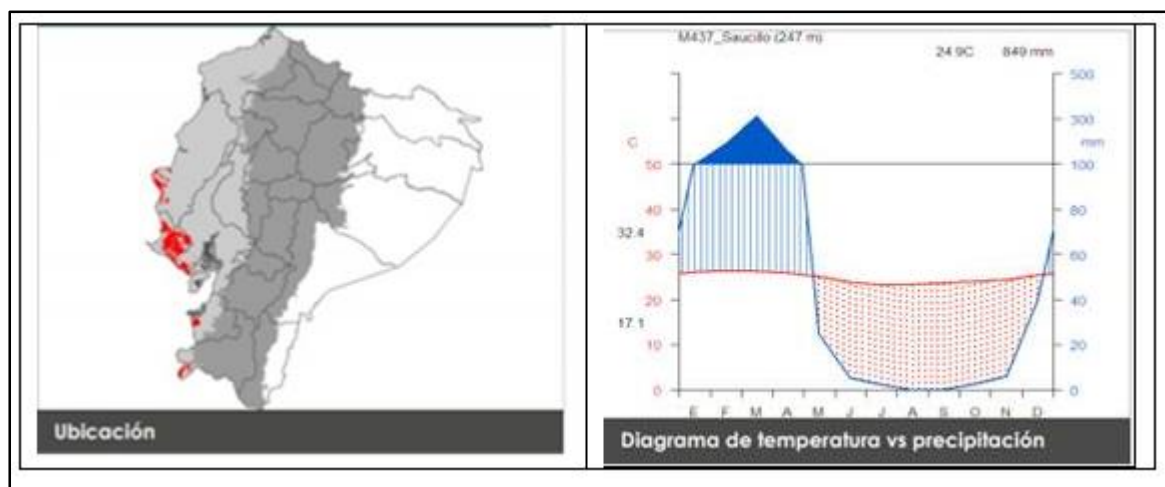 Ubicación
M437_Saucillo (247 m)
24.9C 849 mm
C
mm
50
40
32.4
30
20
17.1
10
0
500
300
100
80
60
40
20
0
E F M A M J J A S O N D
Diagrama de temperatura vs precipitación